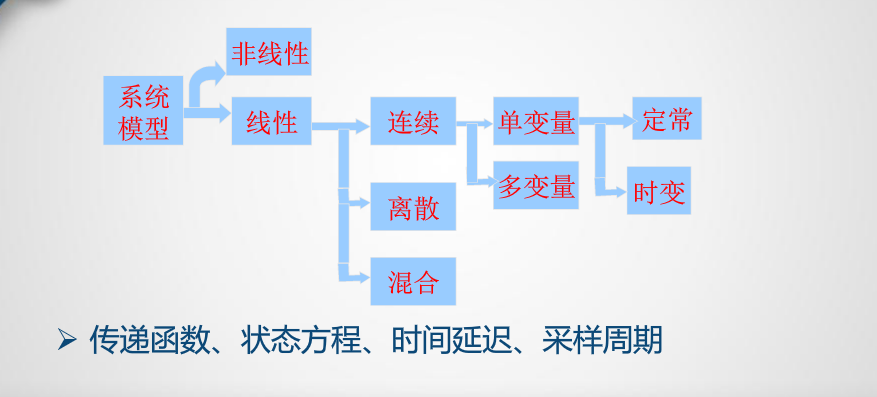 非线性
系统
模型
线性
连续
单变量
定常
多变量
时变
离散
混合
传递函数、状态方程、时间延迟、采样周期